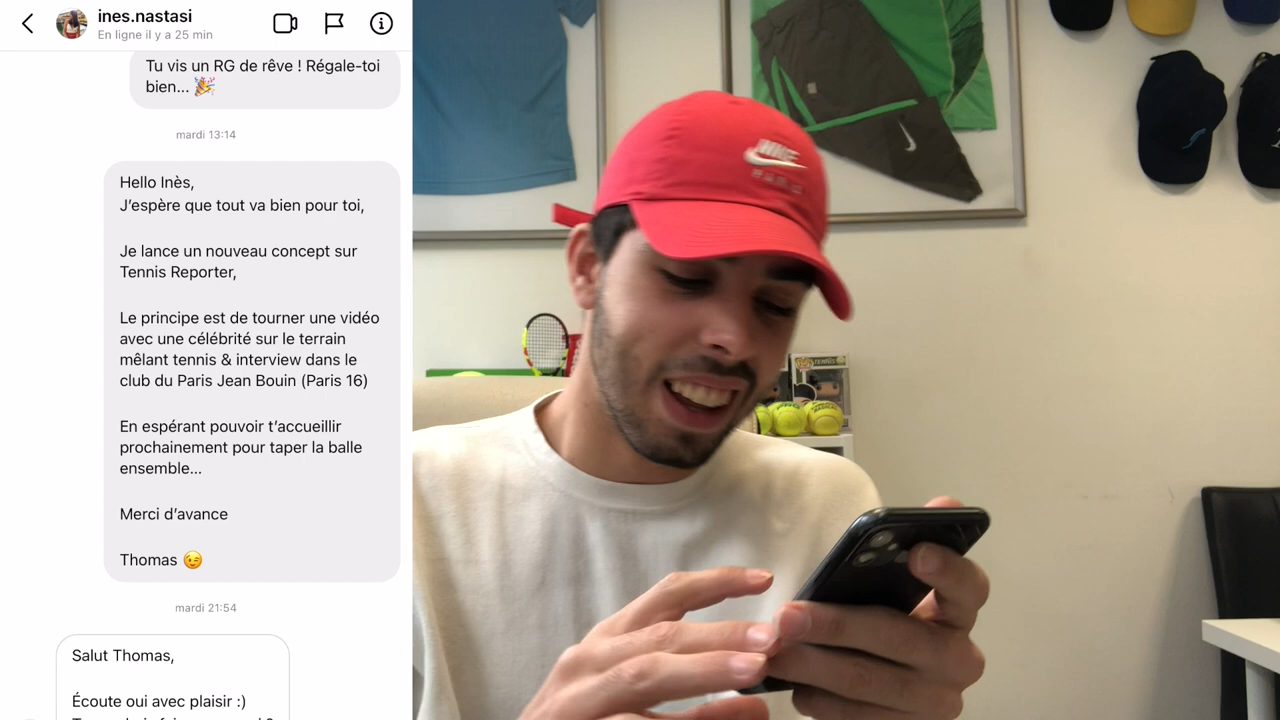 ines.nastasi
En ligne il y a 25 min
Tu vis un RG de rêve ! Régale-toi
bien... 🎉
mardi 13:14
Hello Inès,
J'espère que tout va bien pour toi,
Je lance un nouveau concept sur
Tennis Reporter,
Le principe est de tourner une vidéo
avec une célébrité sur le terrain
mêlant tennis & interview dans le
club du Paris Jean Bouin (Paris 16)
En espérant pouvoir t'accueillir
prochainement pour taper la balle
ensemble...
Merci d'avance
Thomas 😉
mardi 21:54
Salut Thomas,
Écoute oui avec plaisir :)
NIKE
PARIS